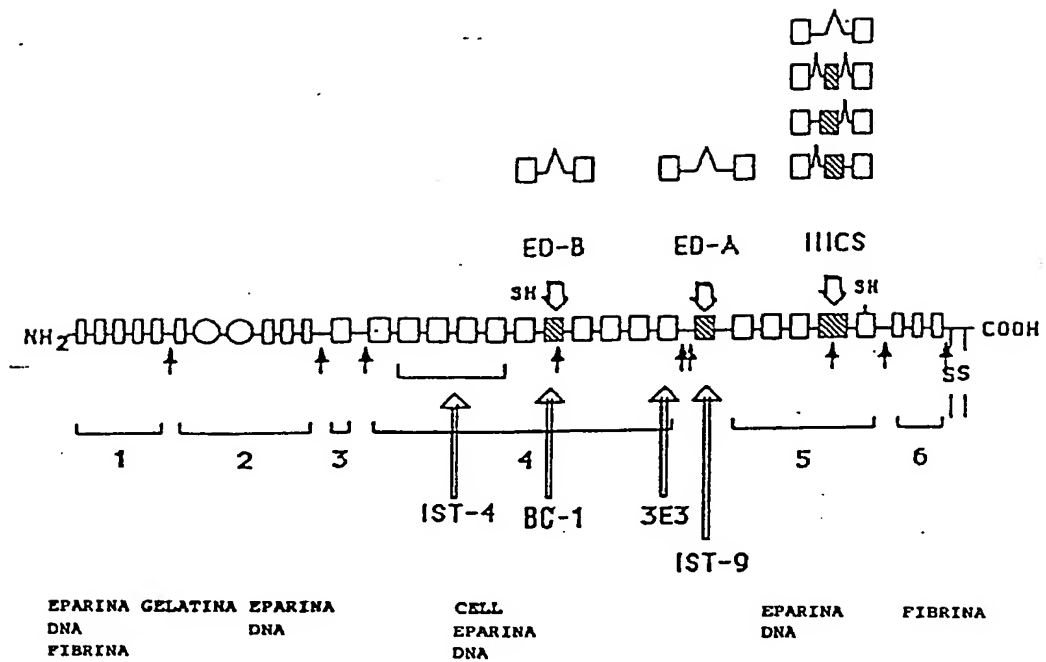 ED-B ED-A IIICS
SH SH
NH2 COOH
SS
1 2 3 4 5 6
IST-4 BC-1 3E3
IST-9
EPARINA GELATINA EPARINA CELL EPARINA FIBRINA
DNA DNA EPARINA DNA
FIBRINA DNA